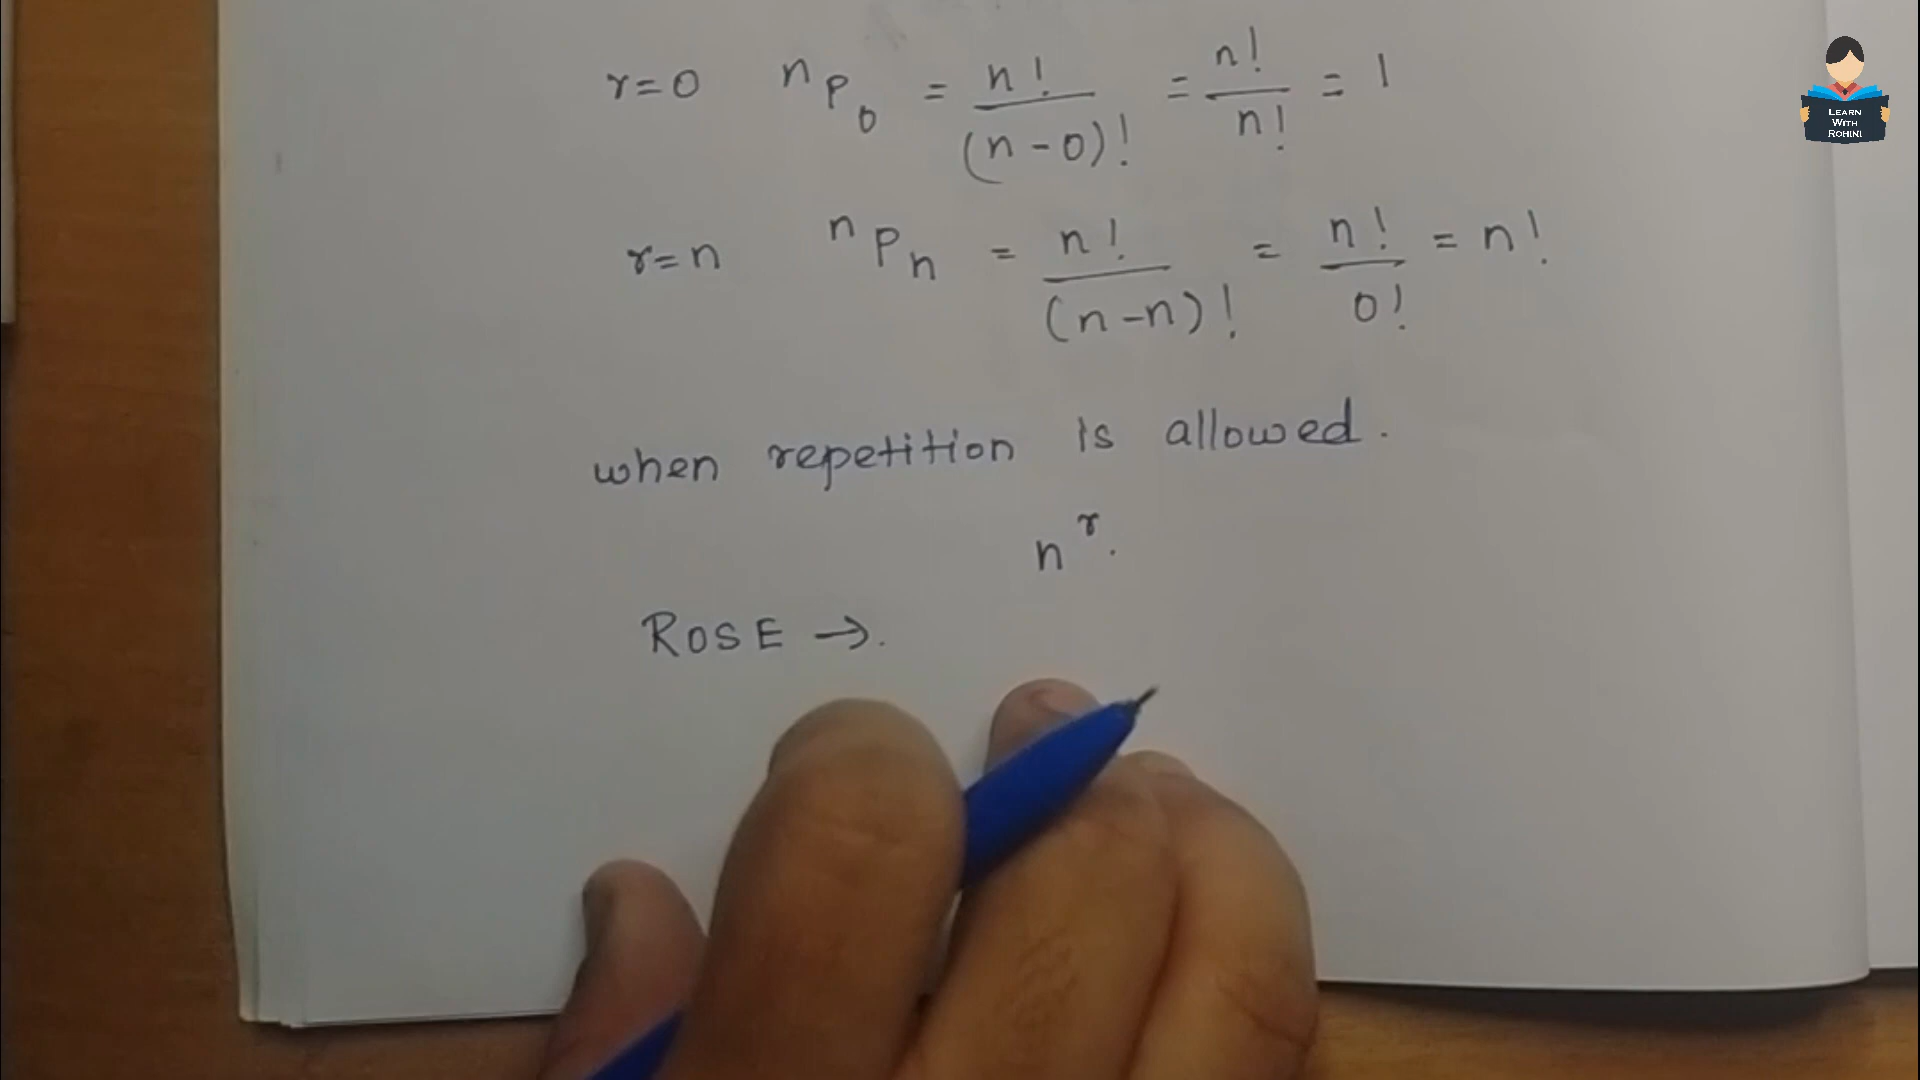 r=0 nP0 = n!/(n-0)! = n!/n! = 1
r=n nPn = n!/(n-n)! = n!/0! = n!
when repetition is allowed.
n^r.
ROSE →.
LEARN
WITH
ROHINI